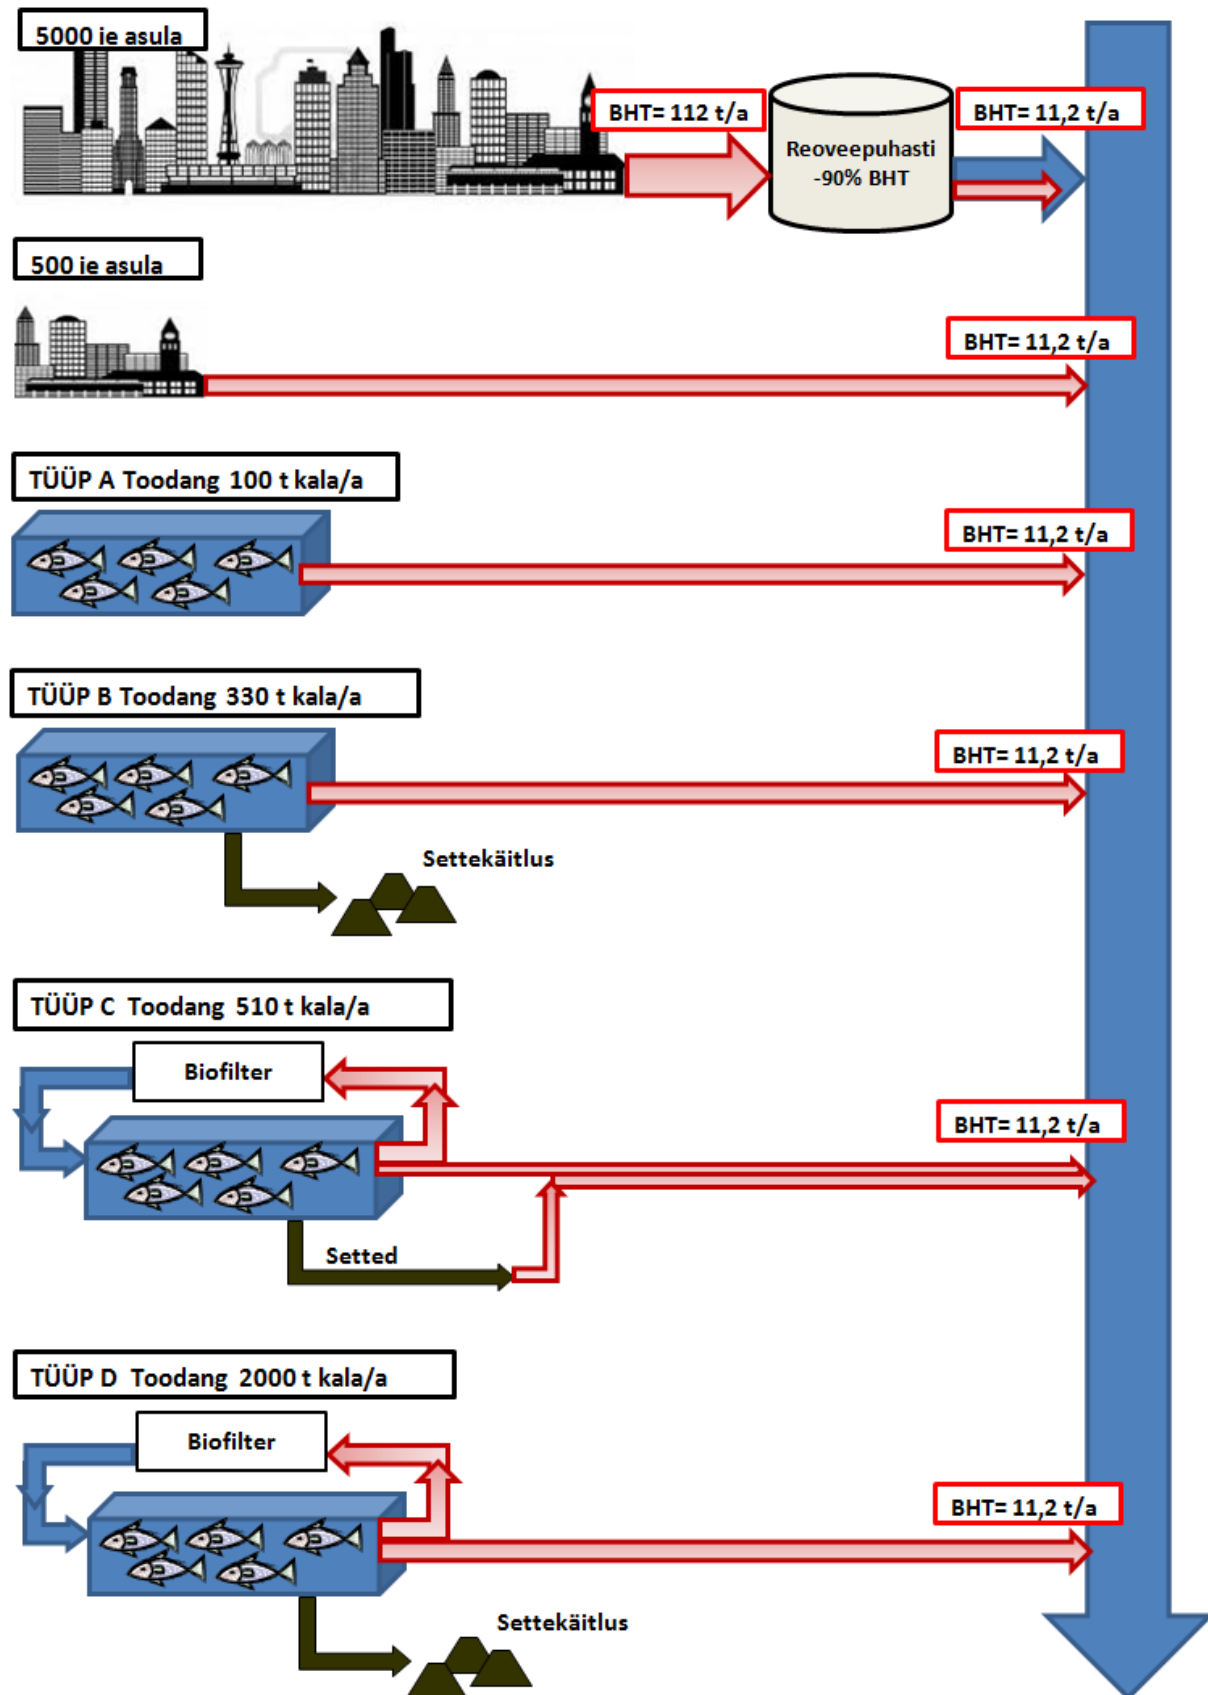 5000 ie asula
BHT= 112 t/a
Reoveepuhasti
-90% BHT
BHT= 11,2 t/a
500 ie asula
BHT= 11,2 t/a
TÜÜP A Toodang 100 t kala/a
BHT= 11,2 t/a
TÜÜP B Toodang 330 t kala/a
BHT= 11,2 t/a
Settekäitlus
TÜÜP C Toodang 510 t kala/a
Biofilter
BHT= 11,2 t/a
Setted
TÜÜP D Toodang 2000 t kala/a
Biofilter
BHT= 11,2 t/a
Settekäitlus